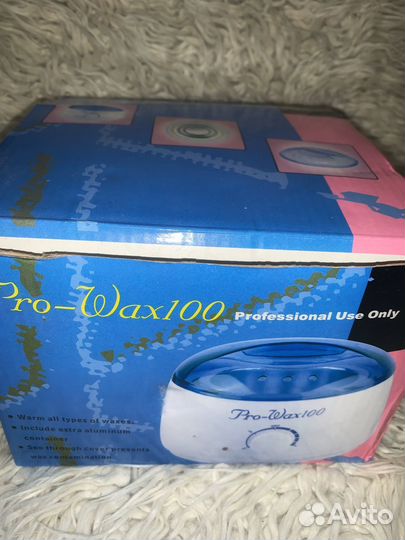 Pro-Wax100 Professional Use Only
Pro-Wax100
• Warm all types of waxes.
• Include extra aluminum
container
• See through cover prevents
wax contamination
Avito